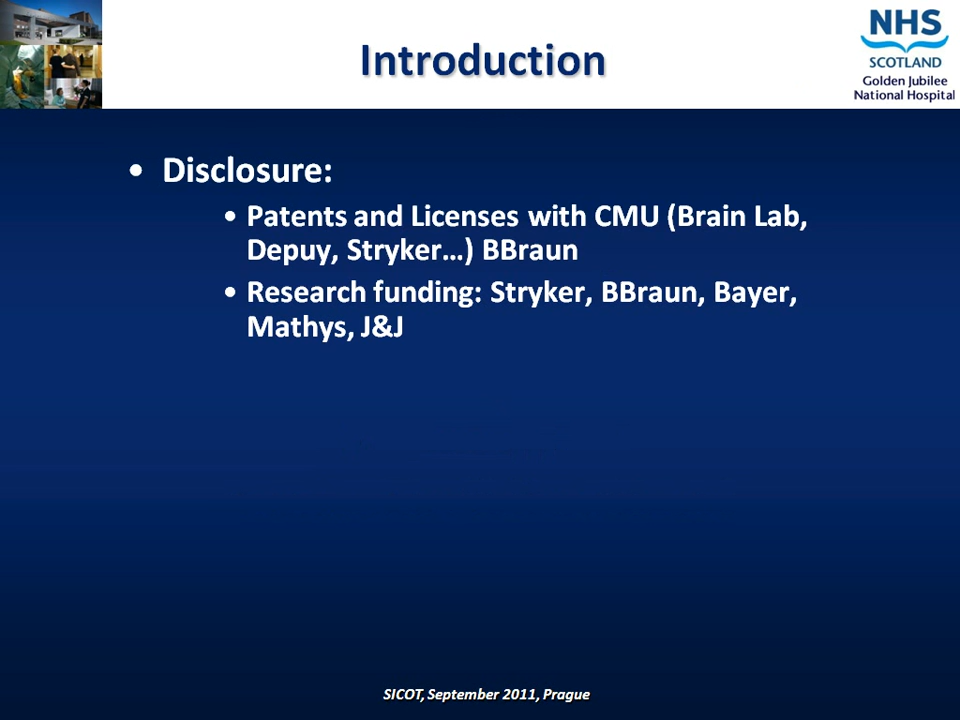 Introduction
NHS
SCOTLAND
Golden Jubilee
National Hospital
• Disclosure:
• Patents and Licenses with CMU (Brain Lab,
Depuy, Stryker...) BBraun
• Research funding: Stryker, BBraun, Bayer,
Mathys, J&J
SICOT, September 2011, Prague